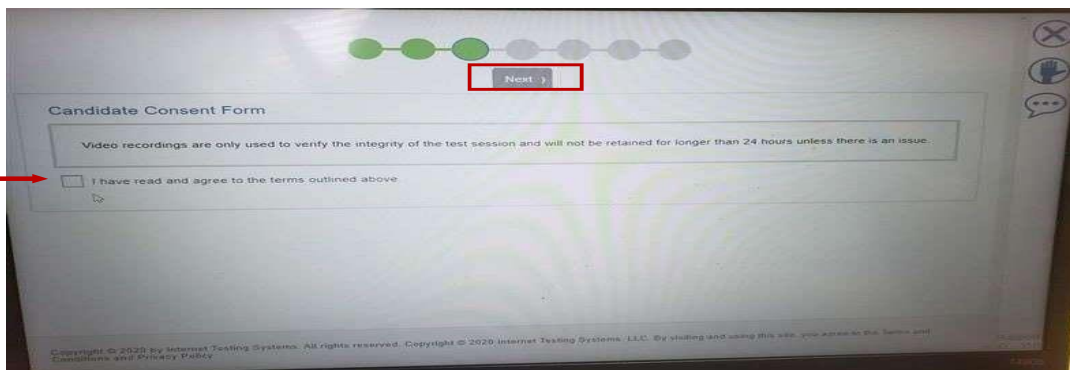 Next ›
Candidate Consent Form
Video recordings are only used to verify the integrity of the test session and will not be retained for longer than 24 hours unless there is an issue.
I have read and agree to the terms outlined above.
Copyright © 2020 by Internet Testing Systems. All rights reserved. Copyright © 2020 Internet Testing Systems, LLC. By visiting and using this site, you agree to the Terms and
Conditions and Privacy Policy